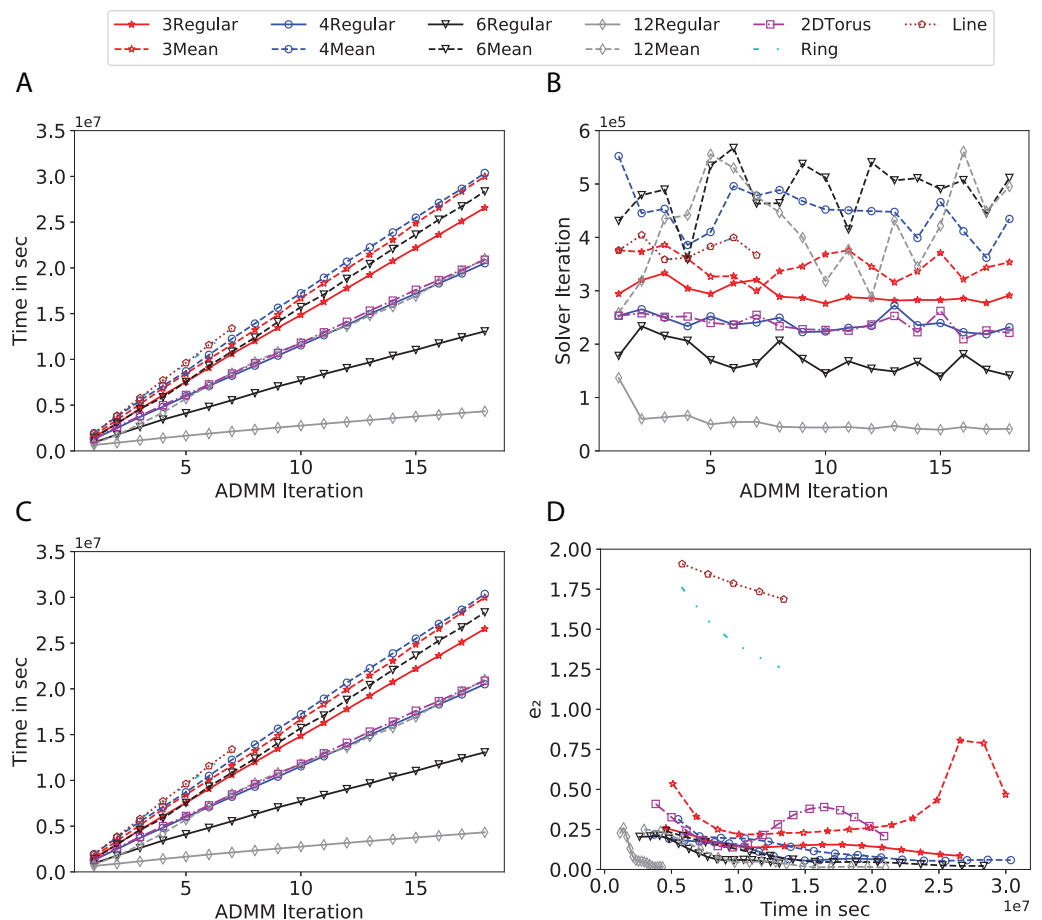 3Regular 4Regular 6Regular 12Regular 2DTorus Line
3Mean 4Mean 6Mean 12Mean Ring
A
1e7
3.5
3.0
2.5
2.0
1.5
1.0
0.5
0.0
Time in sec
5 10 15
ADMM Iteration
B
1e5
6
5
4
3
2
1
0
Solver Iteration
5 10 15
ADMM Iteration
C
1e7
3.5
3.0
2.5
2.0
1.5
1.0
0.5
0.0
Time in sec
5 10 15
ADMM Iteration
D
2.00
1.75
1.50
1.25
1.00
0.75
0.50
0.25
0.00
e₂
0.0 0.5 1.0 1.5 2.0 2.5 3.0
Time in sec
1e7